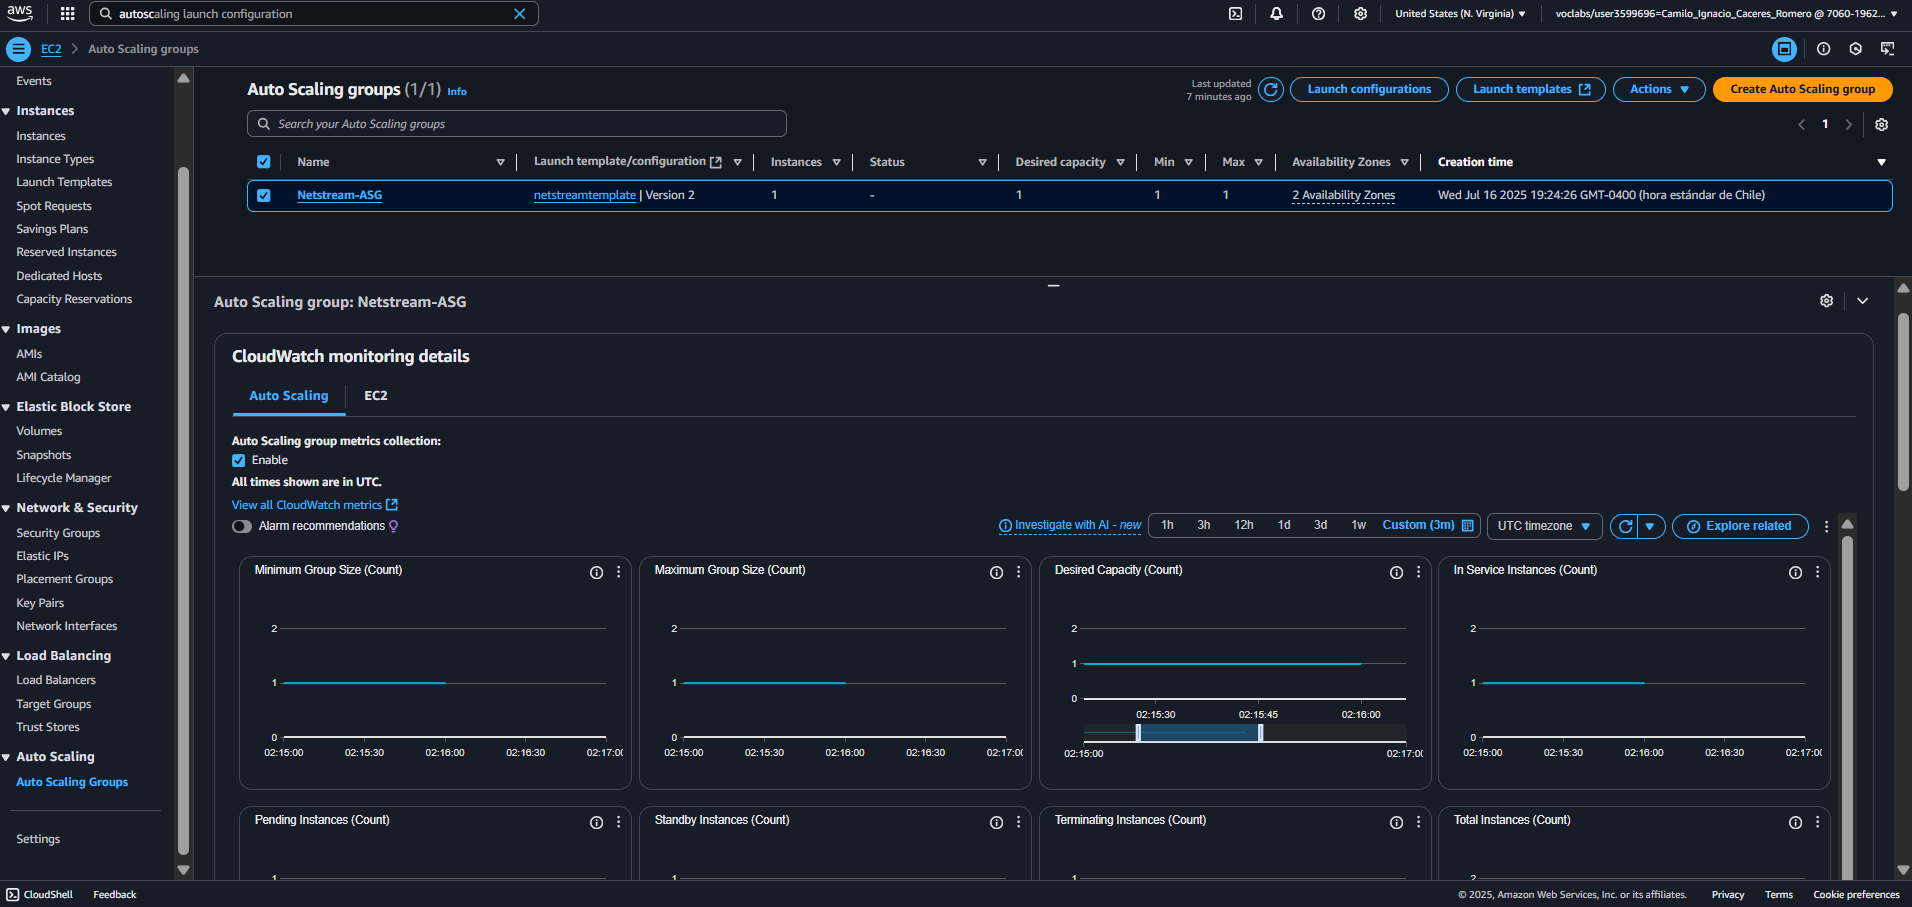 aws
autoscaling launch configuration
United States (N. Virginia)
voclabs/user3599696=Camilo_Ignacio_Caceres_Romero @ 7060-1962...
EC2 > Auto Scaling groups
Events
Instances
Instances
Instance Types
Launch Templates
Spot Requests
Savings Plans
Reserved Instances
Dedicated Hosts
Capacity Reservations
Images
AMIs
AMI Catalog
Elastic Block Store
Volumes
Snapshots
Lifecycle Manager
Network & Security
Security Groups
Elastic IPs
Placement Groups
Key Pairs
Network Interfaces
Load Balancing
Load Balancers
Target Groups
Trust Stores
Auto Scaling
Auto Scaling Groups
Settings
Auto Scaling groups (1/1) Info
Last updated
7 minutes ago
Launch configurations
Launch templates
Actions
Create Auto Scaling group
Search your Auto Scaling groups
1
Name Launch template/configuration Instances Status Desired capacity Min Max Availability Zones Creation time
Netstream-ASG netstreamtemplate | Version 2 1 - 1 1 1 2 Availability Zones Wed Jul 16 2025 19:24:26 GMT-0400 (hora estándar de Chile)
Auto Scaling group: Netstream-ASG
CloudWatch monitoring details
Auto Scaling EC2
Auto Scaling group metrics collection:
Enable
All times shown are in UTC.
View all CloudWatch metrics
Alarm recommendations
Investigate with AI - new
1h 3h 12h 1d 3d 1w Custom (3m)
UTC timezone
Explore related
Minimum Group Size (Count)
2
1
0
02:15:00 02:15:30 02:16:00 02:16:30 02:17:00
Maximum Group Size (Count)
2
1
0
02:15:00 02:15:30 02:16:00 02:16:30 02:17:00
Desired Capacity (Count)
2
1
0
02:15:30 02:15:45 02:16:00
02:15:00 02:17:00
In Service Instances (Count)
2
1
0
02:15:00 02:15:30 02:16:00 02:16:30 02:17:00
Pending Instances (Count)
1
Standby Instances (Count)
1
Terminating Instances (Count)
1
Total Instances (Count)
2
CloudShell Feedback
© 2025, Amazon Web Services, Inc. or its affiliates. Privacy Terms Cookie preferences